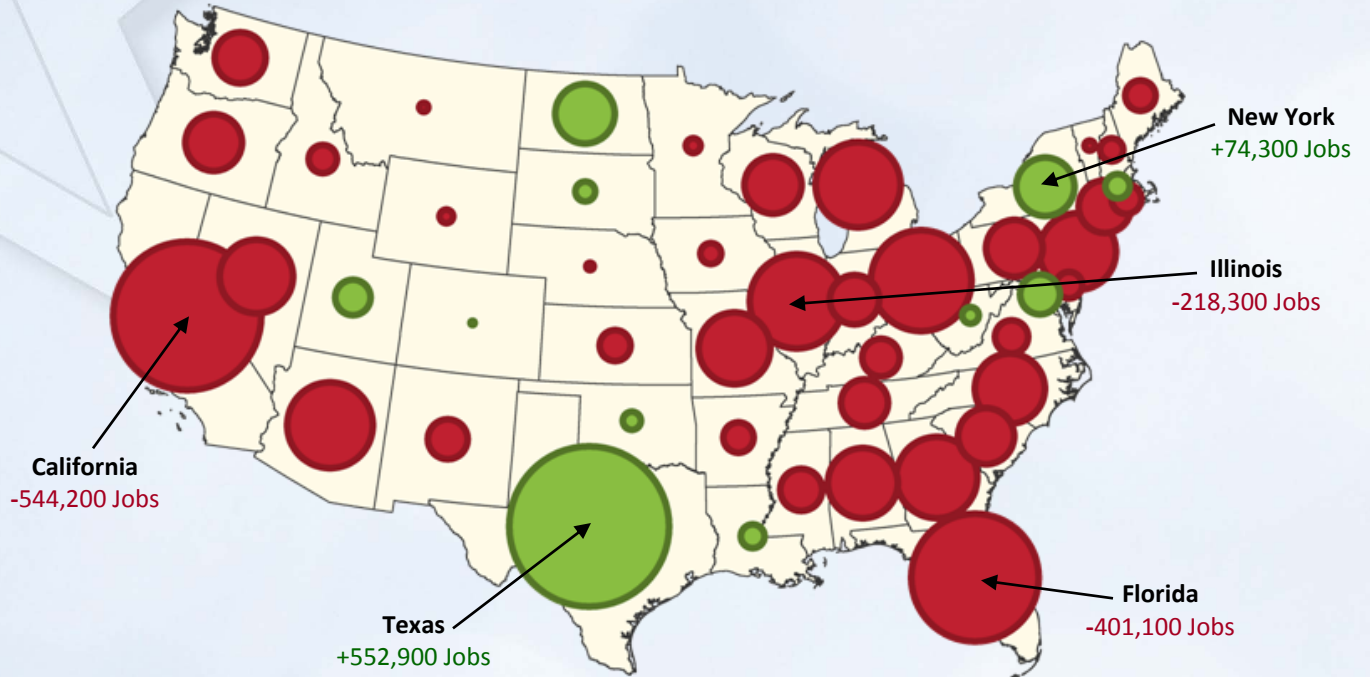 New York
+74,300 Jobs
Illinois
-218,300 Jobs
California
-544,200 Jobs
Florida
-401,100 Jobs
Texas
+552,900 Jobs